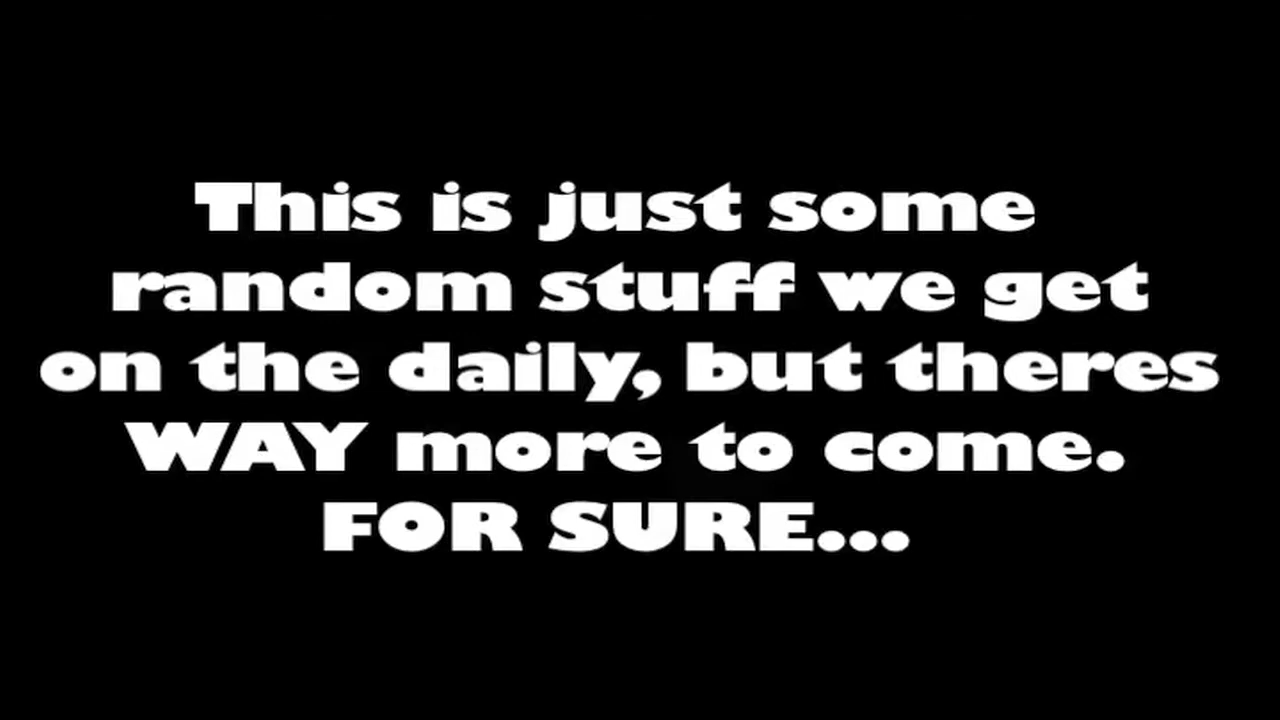 This is just some
random stuff we get
on the daily, but theres
WAY more to come.
FOR SURE...